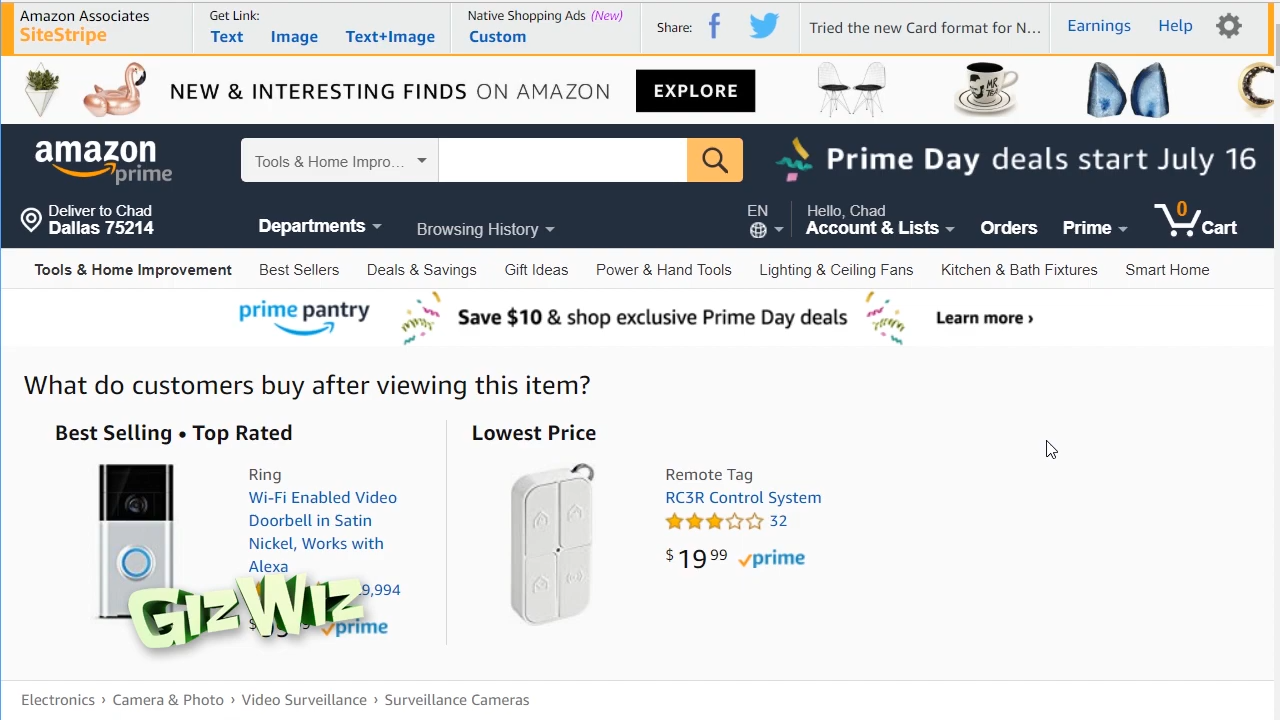 Amazon Associates
SiteStripe
Get Link:
Text Image Text+Image
Native Shopping Ads (New)
Custom
Share:
Tried the new Card format for N...
Earnings Help
NEW & INTERESTING FINDS ON AMAZON EXPLORE
MR
amazon
prime
Tools & Home Impro...
Prime Day deals start July 16
Deliver to Chad
Dallas 75214
Departments
Browsing History
EN
Hello, Chad
Account & Lists
Orders
Prime
0
Cart
Tools & Home Improvement Best Sellers Deals & Savings Gift Ideas Power & Hand Tools Lighting & Ceiling Fans Kitchen & Bath Fixtures Smart Home
prime pantry
Save $10 & shop exclusive Prime Day deals
Learn more ›
What do customers buy after viewing this item?
Best Selling • Top Rated
Ring
Wi-Fi Enabled Video
Doorbell in Satin
Nickel, Works with
Alexa
9,994
$
prime
GizWiz
Lowest Price
Remote Tag
RC3R Control System
32
$19 99 prime
Electronics › Camera & Photo › Video Surveillance › Surveillance Cameras